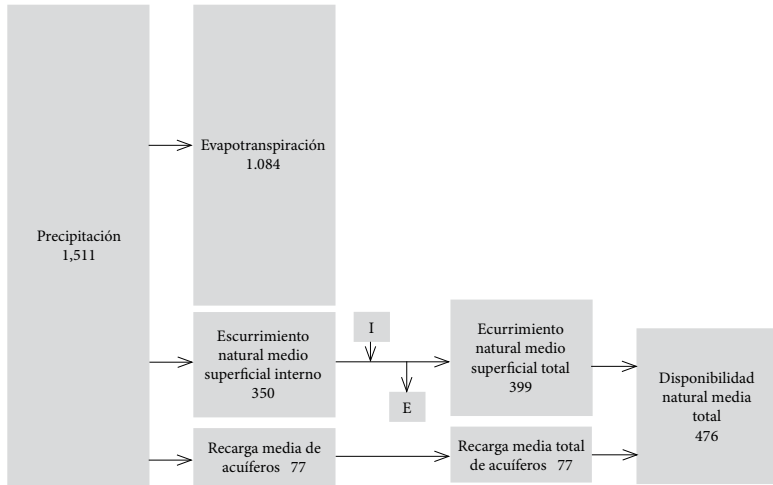 Precipitación
1,511
Evapotranspiración
1.084
Escurrimiento
natural medio
superficial interno
350
I
E
Ecurrimiento
natural medio
superficial total
399
Disponibilidad
natural media
total
476
Recarga media de
acuíferos 77
Recarga media total
de acuíferos 77